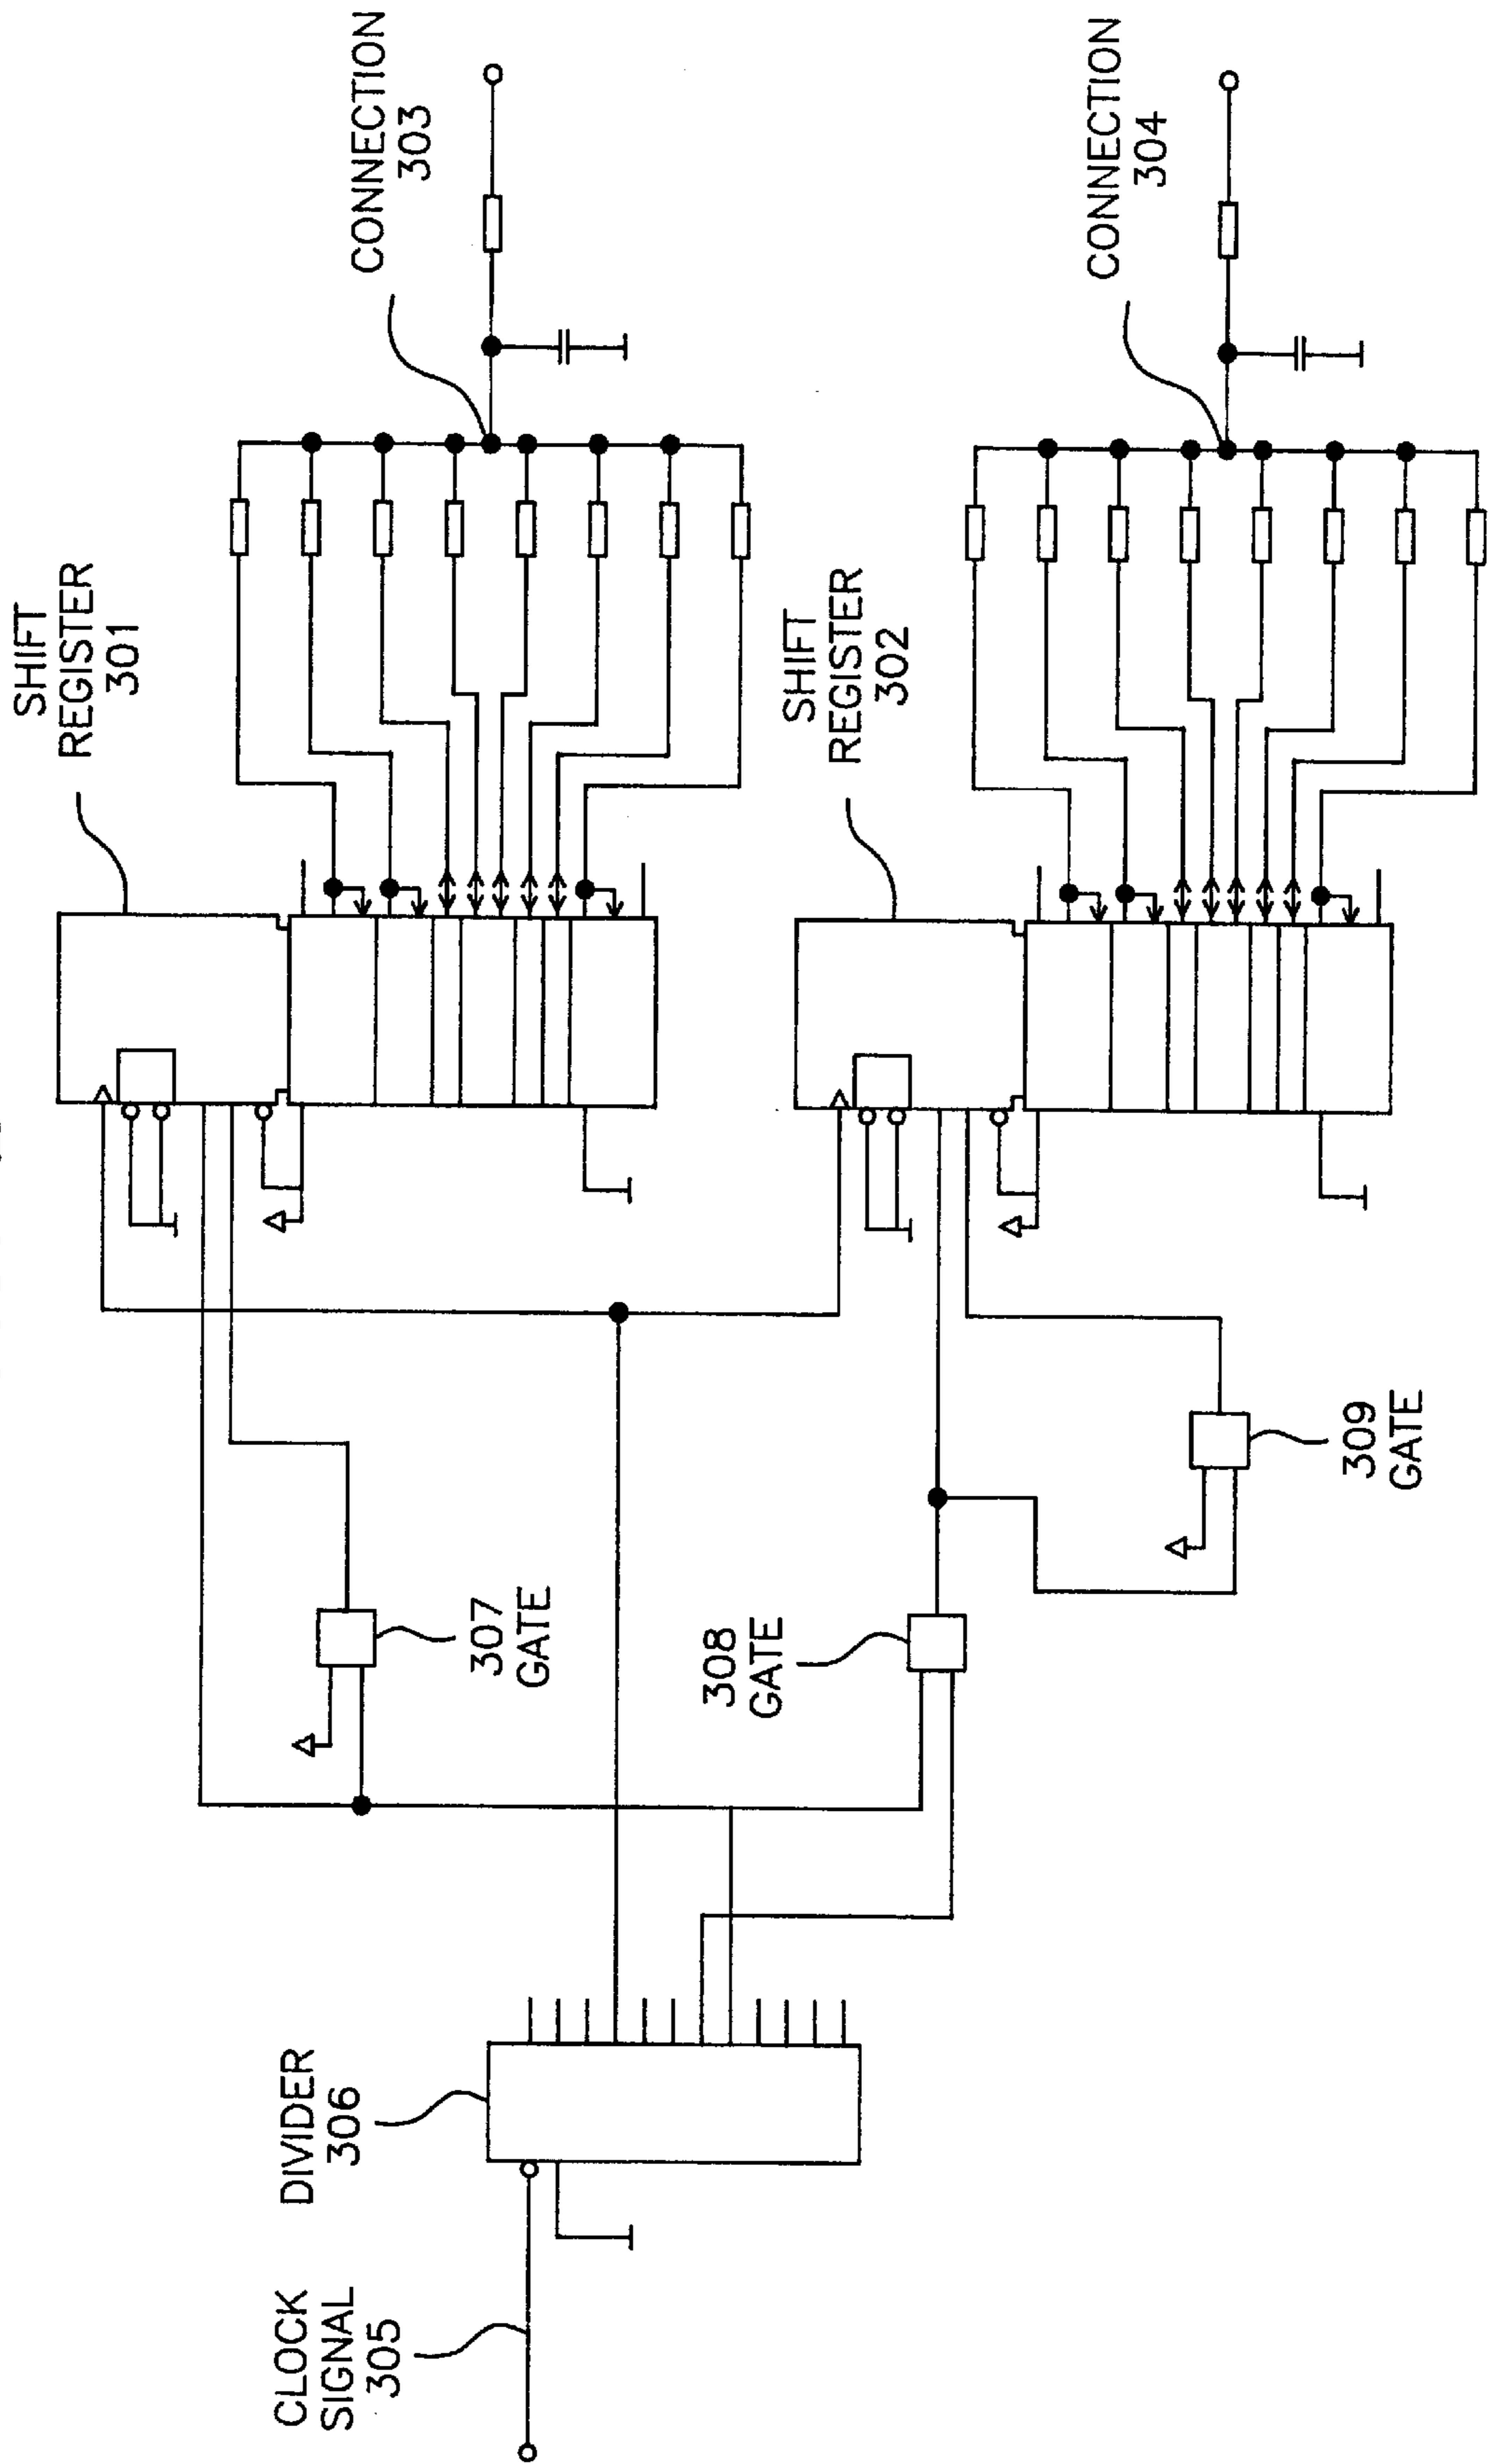 SHIFT
REGISTER
301
CONNECTION
303
307
GATE
DIVIDER
306
CLOCK
SIGNAL
305
SHIFT
REGISTER
302
CONNECTION
304
308
GATE
309
GATE